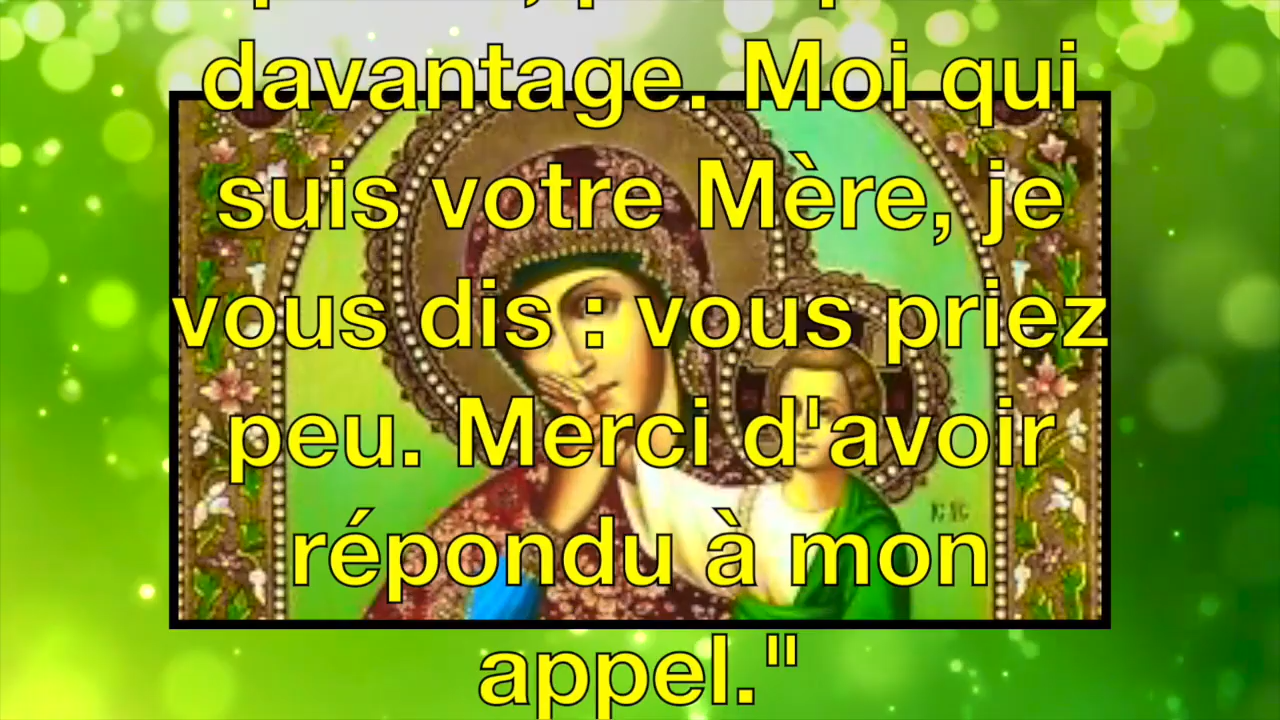 davantage. Moi qui
suis votre Mère, je
vous dis : vous priez
peu. Merci d'avoir
répondu à mon
appel."